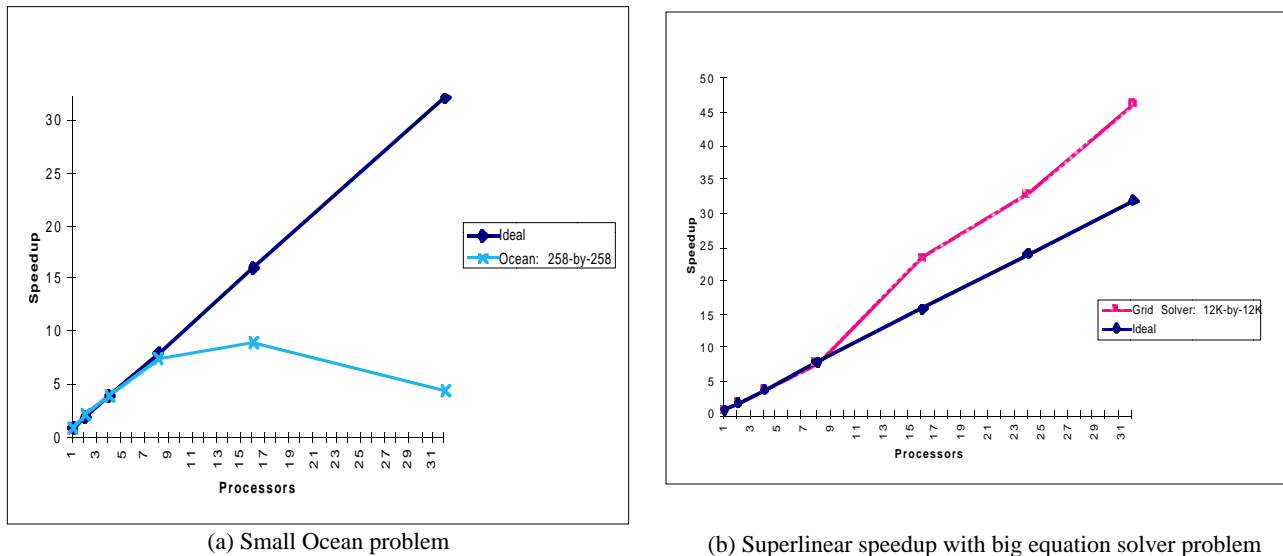 30
25
20
15
10
5
0
Speedup
1 3 5 7 9 11 13 15 17 19 21 23 25 27 29 31
Processors
Ideal
Ocean: 258-by-258
(a) Small Ocean problem
50
45
40
35
30
25
20
15
10
5
0
Speedup
1 3 5 7 9 11 13 15 17 19 21 23 25 27 29 31
Processors
Grid Solver: 12K-by-12K
Ideal
(b) Superlinear speedup with big equation solver problem